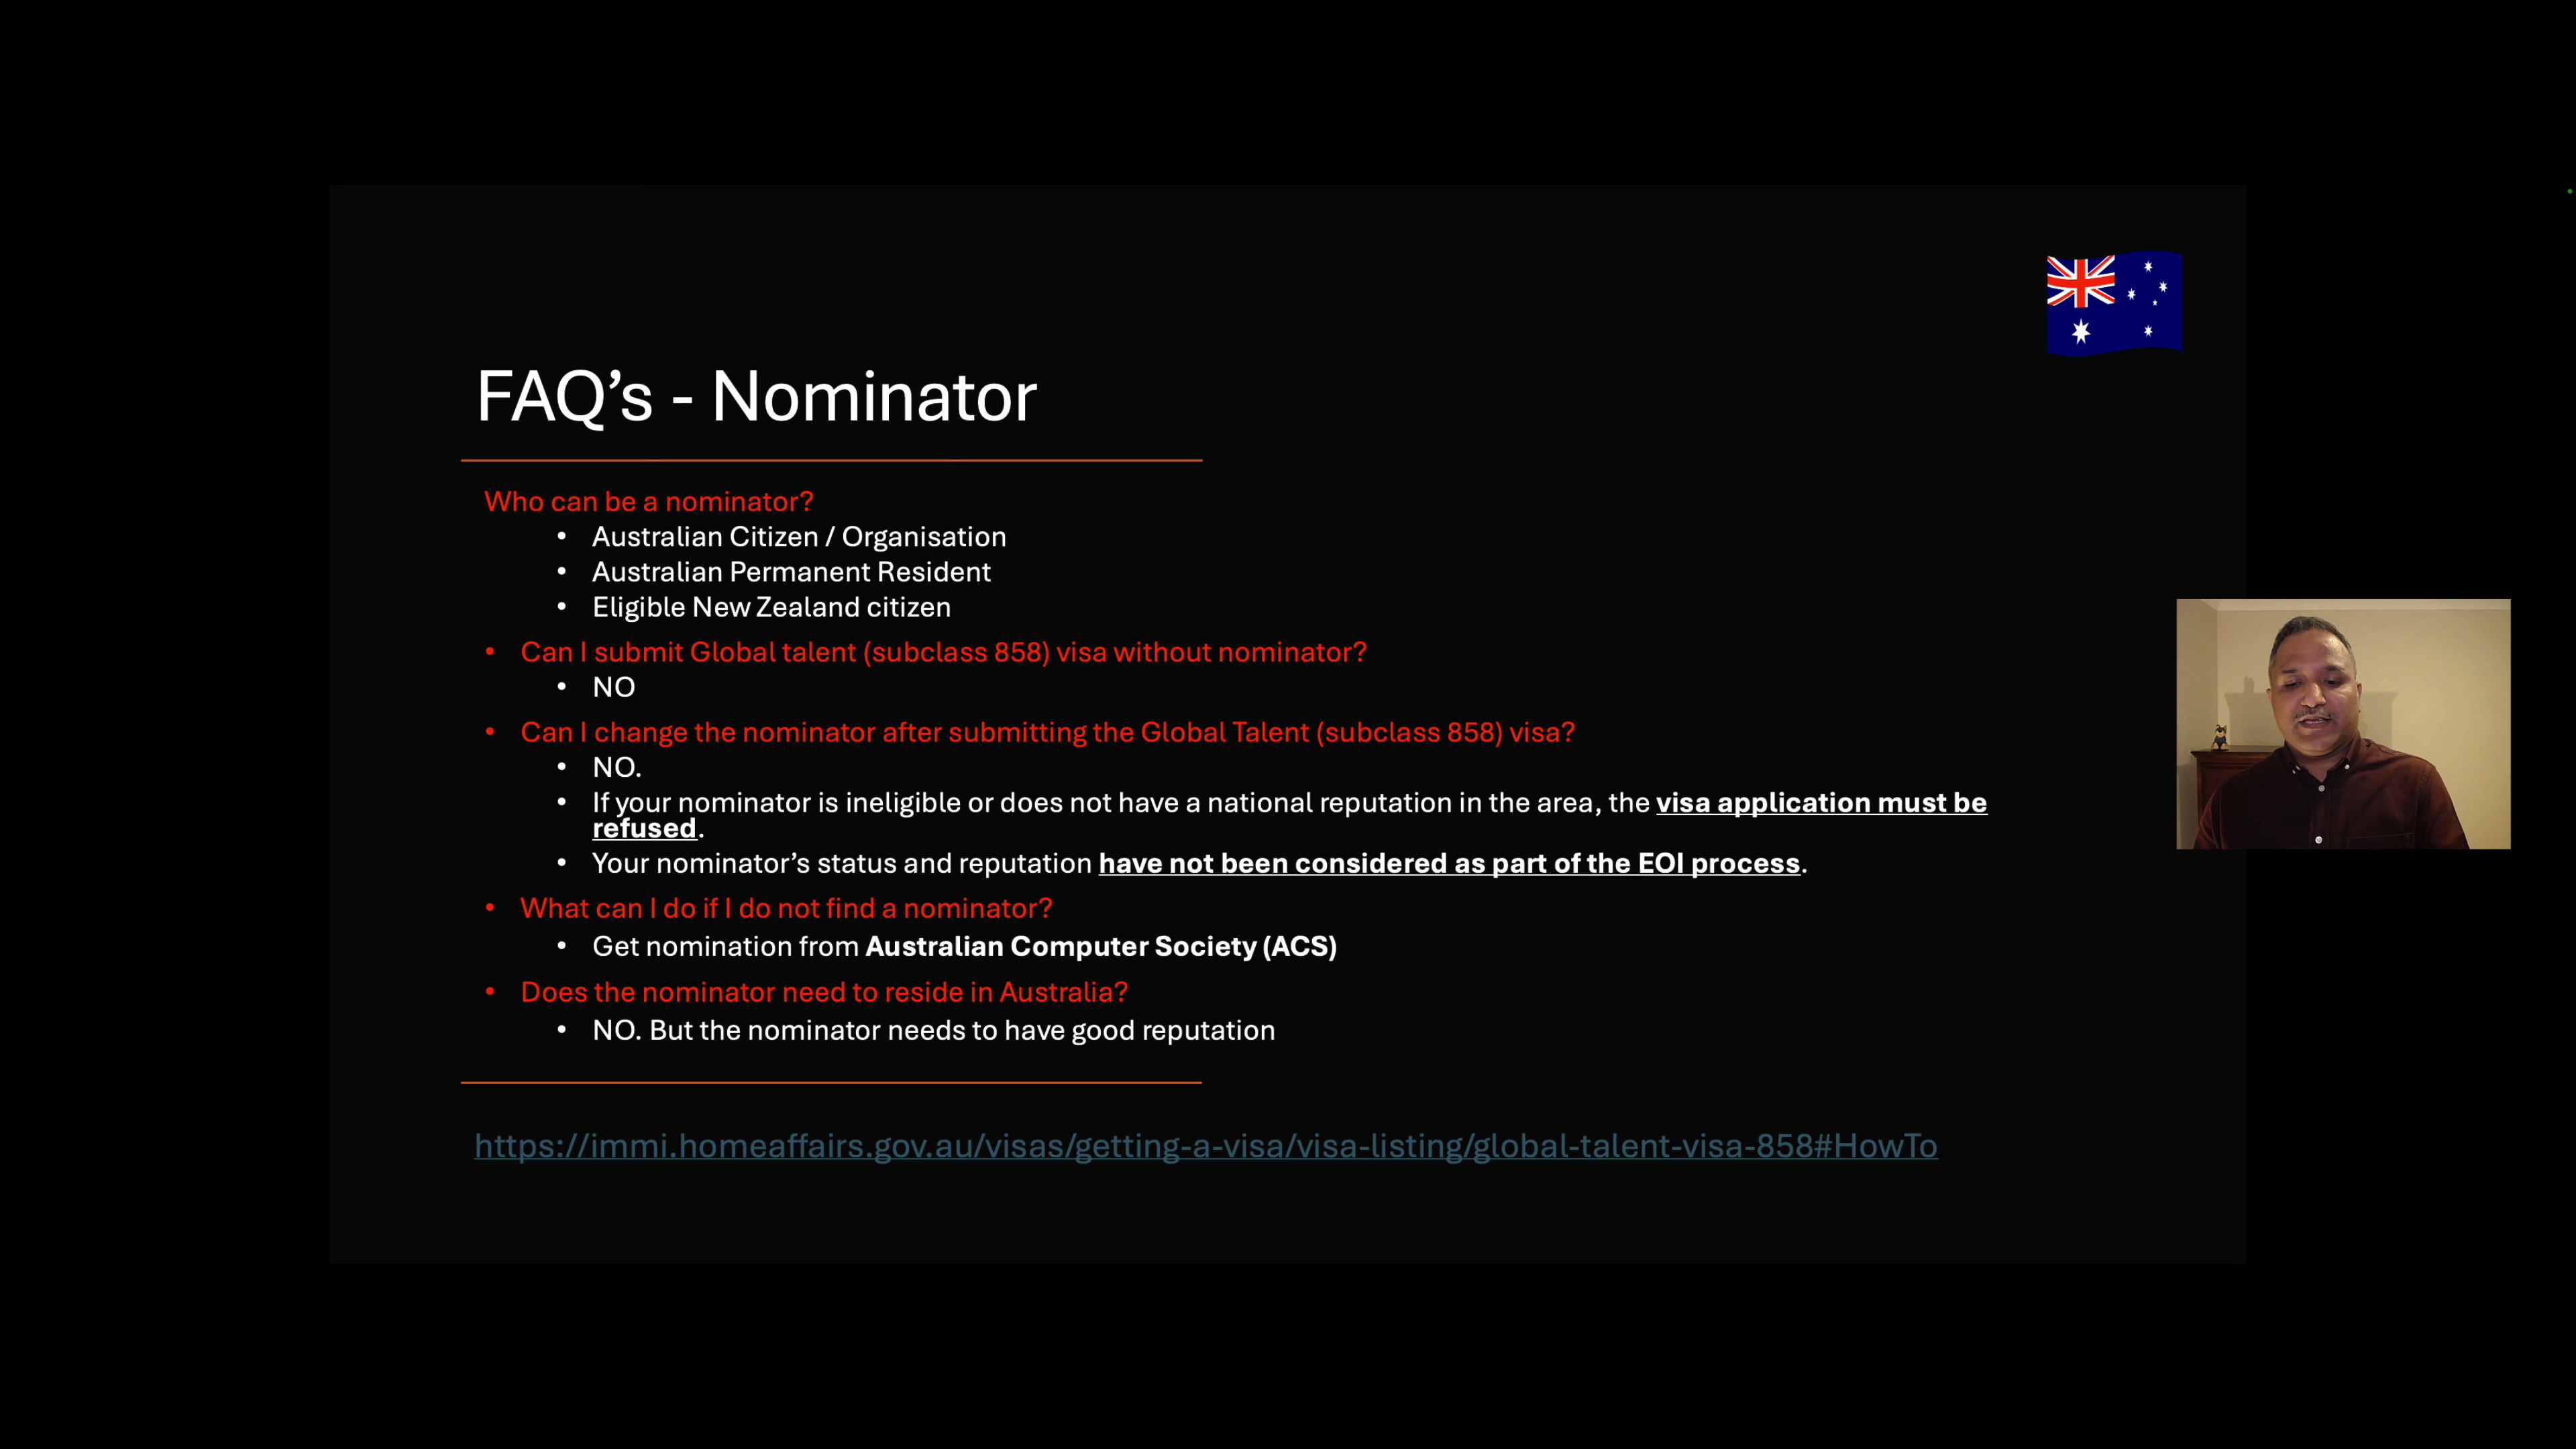 FAQ’s - Nominator
Who can be a nominator?
• Australian Citizen / Organisation
• Australian Permanent Resident
• Eligible New Zealand citizen
• Can I submit Global talent (subclass 858) visa without nominator?
• NO
• Can I change the nominator after submitting the Global Talent (subclass 858) visa?
• NO.
• If your nominator is ineligible or does not have a national reputation in the area, the visa application must be
refused.
• Your nominator’s status and reputation have not been considered as part of the EOI process.
• What can I do if I do not find a nominator?
• Get nomination from Australian Computer Society (ACS)
• Does the nominator need to reside in Australia?
• NO. But the nominator needs to have good reputation
https://immi.homeaffairs.gov.au/visas/getting-a-visa/visa-listing/global-talent-visa-858#HowTo